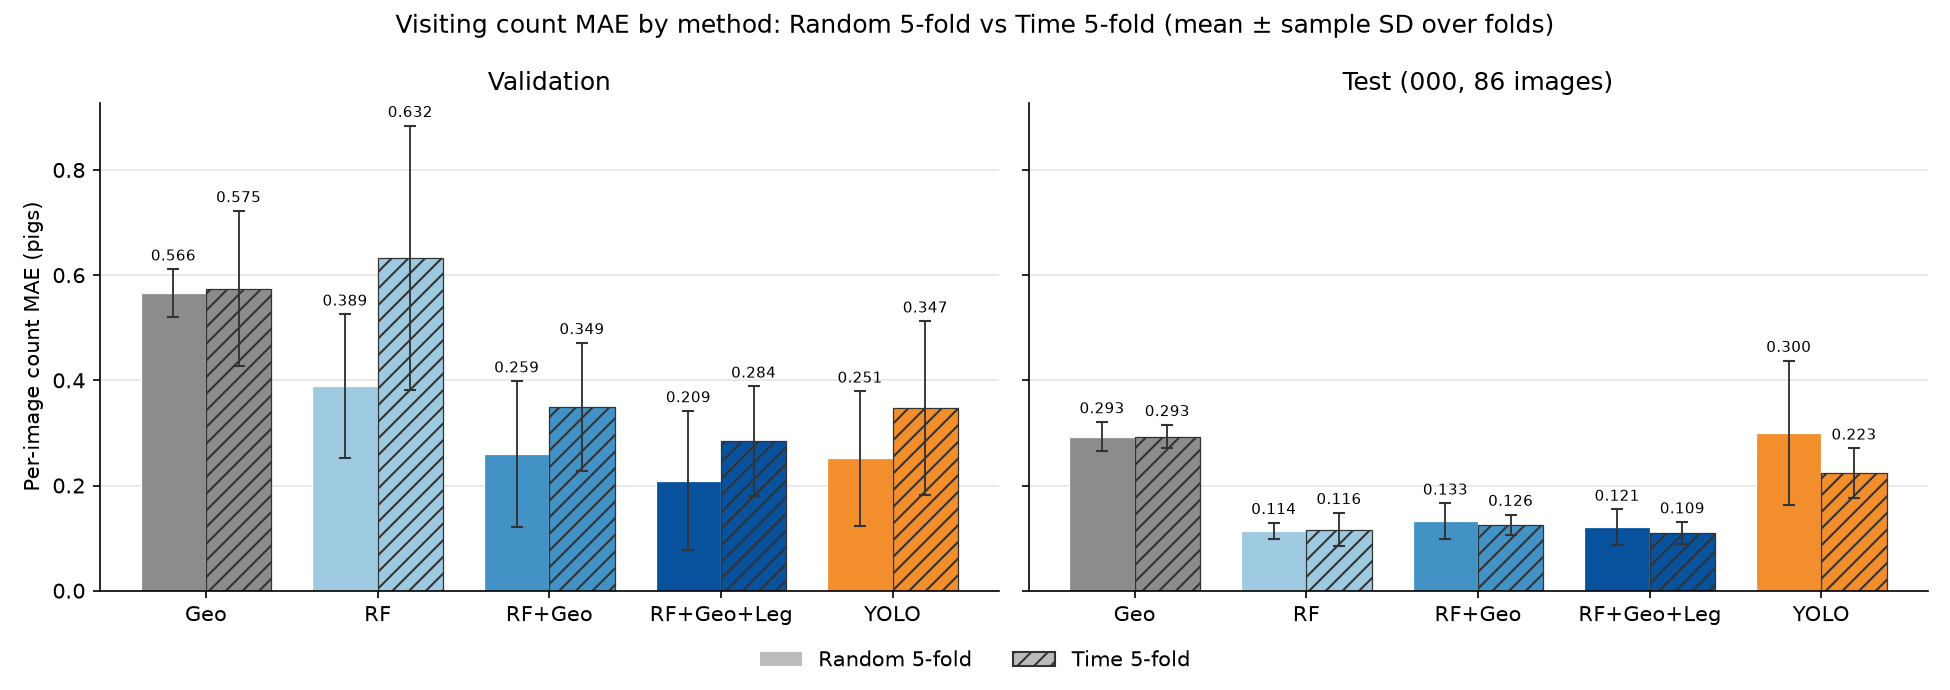 Visiting count MAE by method: Random 5-fold vs Time 5-fold (mean ± sample SD over folds)
Validation
Per-image count MAE (pigs)
0.8
0.6
0.4
0.2
0.0
0.566
0.575
0.389
0.632
0.259
0.349
0.209
0.284
0.251
0.347
Geo
RF
RF+Geo
RF+Geo+Leg
YOLO
Test (000, 86 images)
0.293
0.293
0.114
0.116
0.133
0.126
0.121
0.109
0.300
0.223
Geo
RF
RF+Geo
RF+Geo+Leg
YOLO
Random 5-fold
Time 5-fold